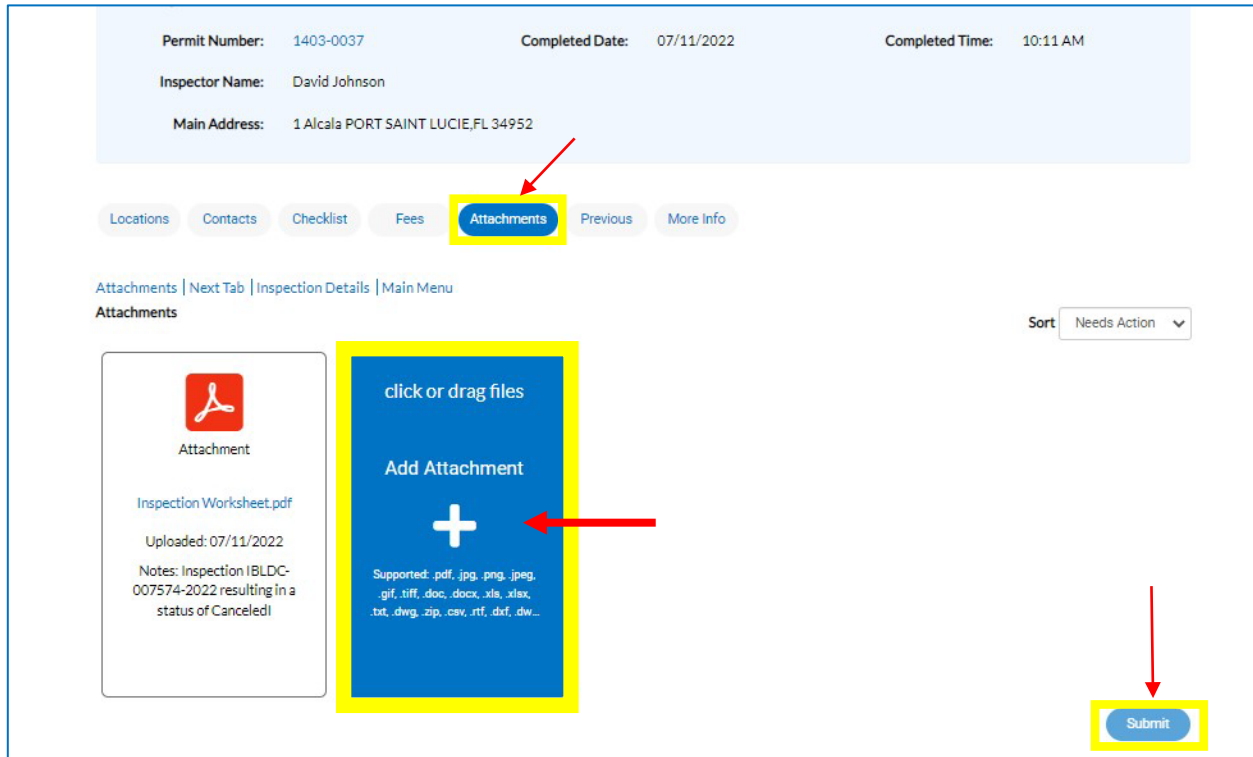 Permit Number: 1403-0037 Completed Date: 07/11/2022 Completed Time: 10:11 AM
Inspector Name: David Johnson
Main Address: 1 Alcala PORT SAINT LUCIE,FL 34952
Locations Contacts Checklist Fees Attachments Previous More Info
Attachments | Next Tab | Inspection Details | Main Menu
Attachments
Sort Needs Action
Attachment
Inspection Worksheet.pdf
Uploaded: 07/11/2022
Notes: Inspection IBLDC-
007574-2022 resulting in a
status of Canceledl
click or drag files
Add Attachment
Supported: .pdf, .jpg, .png, .jpeg,
.gif, .tiff, .doc, .docx, .xls, .xlsx,
.txt, .dwg, .zip, .csv, .rtf, .dxf, .dw...
Submit